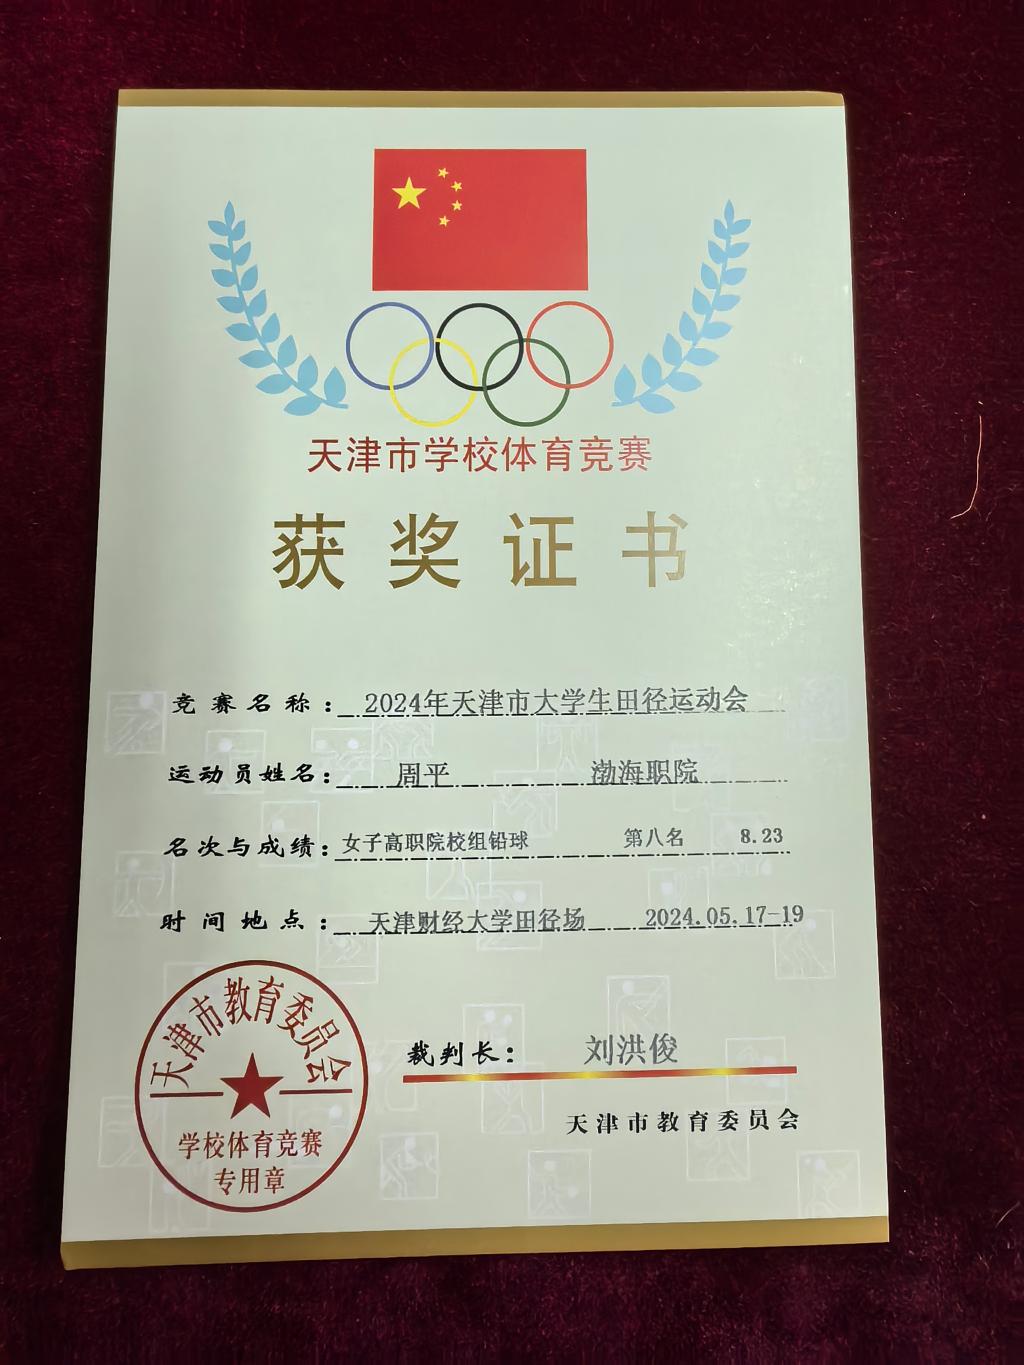 天津市学校体育竞赛
获奖证书
竞赛名称：2024年天津市大学生田径运动会
运动员姓名：周平 渤海职院
名次与成绩：女子高职院校组铅球 第八名 8.23
时间地点：天津财经大学田径场 2024.05.17-19
裁判长：刘洪俊
天津市教育委员会
天津市教育委员会
学校体育竞赛
专用章